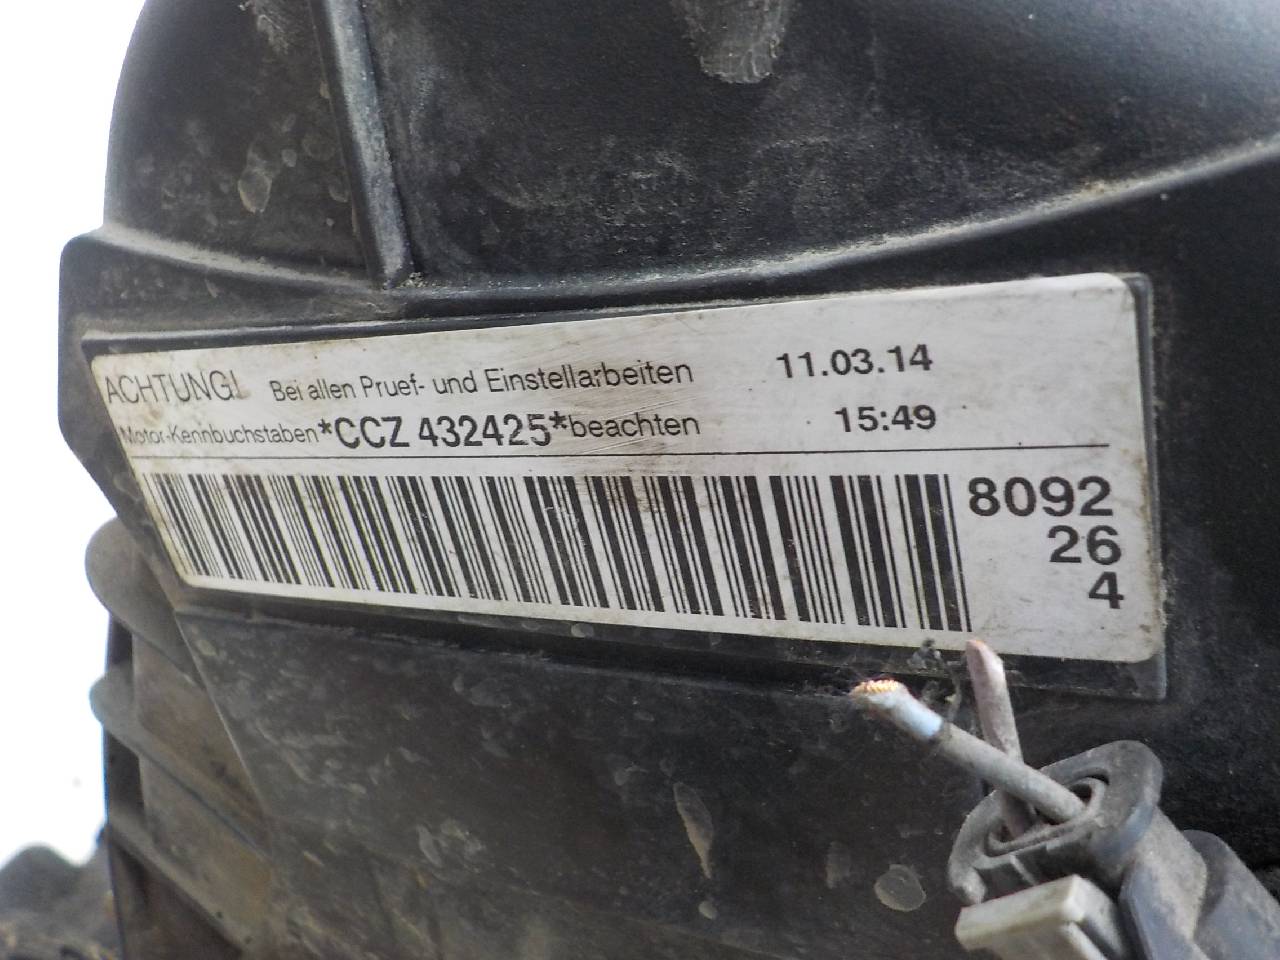 ACHTUNG! Bei allen Pruef- und Einstellarbeiten 11.03.14
Motor-Kennbuchstaben*CCZ 432425*beachten 15:49
8092
26
4